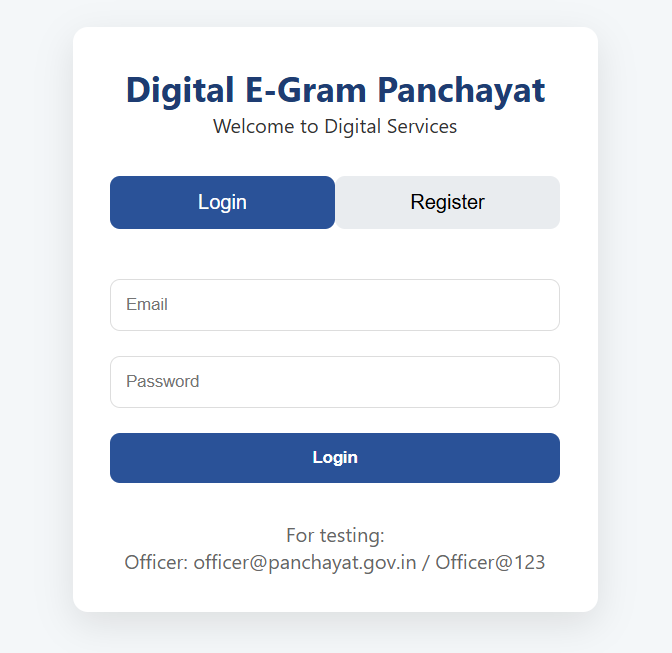 Digital E-Gram Panchayat
Welcome to Digital Services
Login
Register
Email
Password
Login
For testing:
Officer: officer@panchayat.gov.in / Officer@123